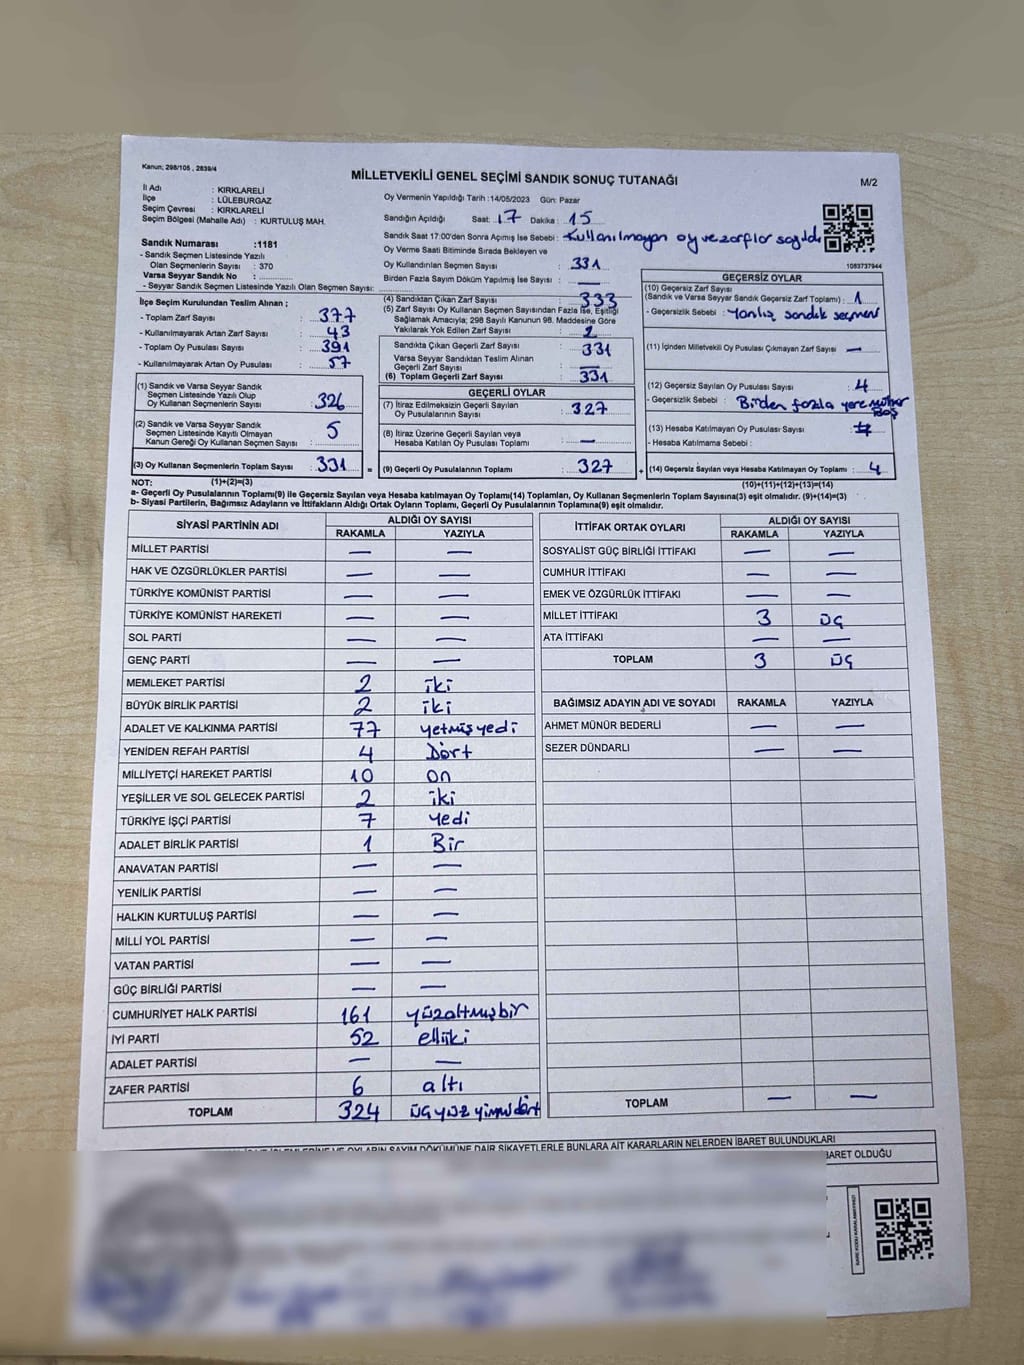 Kanun; 298/105 , 2839/4
MİLLETVEKİLİ GENEL SEÇİMİ SANDIK SONUÇ TUTANAĞI
M/2
İl Adı : KIRKLARELİ
İlçe : LÜLEBURGAZ
Seçim Çevresi : KIRKLARELİ
Seçim Bölgesi (Mahalle Adı) : KURTULUŞ MAH.
Oy Vermenin Yapıldığı Tarih : 14/05/2023 Gün: Pazar
Sandığın Açıldığı Saat: 17 Dakika : 15
Sandık Saat 17:00'den Sonra Açılmış İse Sebebi : Kullanılmayan oy ve zarflar sayıldı
Oy Verme Saati Bitiminde Sırada Bekleyen ve
Oy Kullandırılan Seçmen Sayısı : 331
Birden Fazla Sayım Döküm Yapılmış İse Sayısı : —
1083737944
Sandık Numarası :1181
- Sandık Seçmen Listesinde Yazılı
Olan Seçmenlerin Sayısı : 370
Varsa Seyyar Sandık No :
- Seyyar Sandık Seçmen Listesinde Yazılı Olan Seçmen Sayısı:
İlçe Seçim Kurulundan Teslim Alınan ;
- Toplam Zarf Sayısı : 377
- Kullanılmayarak Artan Zarf Sayısı : 43
- Toplam Oy Pusulası Sayısı : 391
- Kullanılmayarak Artan Oy Pusulası : 57
(1) Sandık ve Varsa Seyyar Sandık
Seçmen Listesinde Yazılı Olup
Oy Kullanan Seçmenlerin Sayısı : 326
(2) Sandık ve Varsa Seyyar Sandık
Seçmen Listesinde Kayıtlı Olmayan
Kanun Gereği Oy Kullanan Seçmen Sayısı : 5
(3) Oy Kullanan Seçmenlerin Toplam Sayısı : 331
(4) Sandıktan Çıkan Zarf Sayısı : 333
(5) Zarf Sayısı Oy Kullanan Seçmen Sayısından Fazla İse, Eşitliği
Sağlamak Amacıyla; 298 Sayılı Kanunun 98. Maddesine Göre
Yakılarak Yok Edilen Zarf Sayısı : 2
Sandıkta Çıkan Geçerli Zarf Sayısı : 331
Varsa Seyyar Sandıktan Teslim Alınan
Geçerli Zarf Sayısı : —
(6) Toplam Geçerli Zarf Sayısı : 331
GEÇERLİ OYLAR
(7) İtiraz Edilmeksizin Geçerli Sayılan
Oy Pusulalarının Sayısı : 327
(8) İtiraz Üzerine Geçerli Sayılan veya
Hesaba Katılan Oy Pusulası Toplamı : —
= (9) Geçerli Oy Pusulalarının Toplamı : 327
GEÇERSİZ OYLAR
(10) Geçersiz Zarf Sayısı
(Sandık ve Varsa Seyyar Sandık Geçersiz Zarf Toplamı) : 1
- Geçersizlik Sebebi : Yanlış sandık seçmeni
(11) İçinden Milletvekili Oy Pusulası Çıkmayan Zarf Sayısı : —
(12) Geçersiz Sayılan Oy Pusulası Sayısı : 4
- Geçersizlik Sebebi : Birden fazla yere mühür
Boş
(13) Hesaba Katılmayan Oy Pusulası Sayısı :
- Hesaba Katılmama Sebebi :
+ (14) Geçersiz Sayılan veya Hesaba Katılmayan Oy Toplamı : 4
NOT: (1)+(2)=(3)
(10)+(11)+(12)+(13)=(14)
a- Geçerli Oy Pusulalarının Toplamı(9) ile Geçersiz Sayılan veya Hesaba katılmayan Oy Toplamı(14) Toplamları, Oy Kullanan Seçmenlerin Toplam Sayısına(3) eşit olmalıdır. (9)+(14)=(3)
b- Siyasi Partilerin, Bağımsız Adayların ve İttifakların Aldığı Ortak Oyların Toplamı, Geçerli Oy Pusulalarının Toplamına(9) eşit olmalıdır.
SİYASİ PARTİNİN ADI ALDIĞI OY SAYISI
RAKAMLA YAZIYLA
MİLLET PARTİSİ — —
HAK VE ÖZGÜRLÜKLER PARTİSİ — —
TÜRKİYE KOMÜNİST PARTİSİ — —
TÜRKİYE KOMÜNİST HAREKETİ — —
SOL PARTİ — —
GENÇ PARTİ — —
MEMLEKET PARTİSİ 2 iki
BÜYÜK BİRLİK PARTİSİ 2 iki
ADALET VE KALKINMA PARTİSİ 77 yetmişyedi
YENİDEN REFAH PARTİSİ 4 Dört
MİLLİYETÇİ HAREKET PARTİSİ 10 on
YEŞİLLER VE SOL GELECEK PARTİSİ 2 iki
TÜRKİYE İŞÇİ PARTİSİ 7 yedi
ADALET BİRLİK PARTİSİ 1 Bir
ANAVATAN PARTİSİ — —
YENİLİK PARTİSİ — —
HALKIN KURTULUŞ PARTİSİ — —
MİLLİ YOL PARTİSİ — —
VATAN PARTİSİ — —
GÜÇ BİRLİĞİ PARTİSİ — —
CUMHURİYET HALK PARTİSİ 161 yüzaltmışbir
İYİ PARTİ 52 elliiki
ADALET PARTİSİ — —
ZAFER PARTİSİ 6 altı
TOPLAM 324 üçyüz yirmidört
İTTİFAK ORTAK OYLARI ALDIĞI OY SAYISI
RAKAMLA YAZIYLA
SOSYALİST GÜÇ BİRLİĞİ İTTİFAKI — —
CUMHUR İTTİFAKI — —
EMEK VE ÖZGÜRLÜK İTTİFAKI — —
MİLLET İTTİFAKI 3 üç
ATA İTTİFAKI — —
TOPLAM 3 üç
BAĞIMSIZ ADAYIN ADI VE SOYADI RAKAMLA YAZIYLA
AHMET MÜNÜR BEDERLİ — —
SEZER DÜNDARLI — —
TOPLAM — —
OYLARIN SAYIM DÖKÜMÜNE DAİR ŞİKAYETLERLE BUNLARA AİT KARARLARIN NELERDEN İBARET BULUNDUKLARI
BARET OLDUĞU